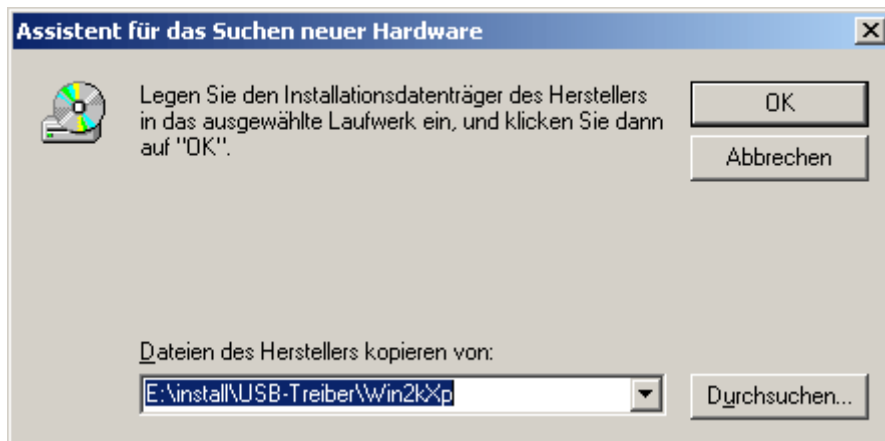 Assistent für das Suchen neuer Hardware
Legen Sie den Installationsdatenträger des Herstellers
in das ausgewählte Laufwerk ein, und klicken Sie dann
auf "OK".
OK
Abbrechen
Dateien des Herstellers kopieren von:
E:\install\USB-Treiber\Win2kXp
Durchsuchen...